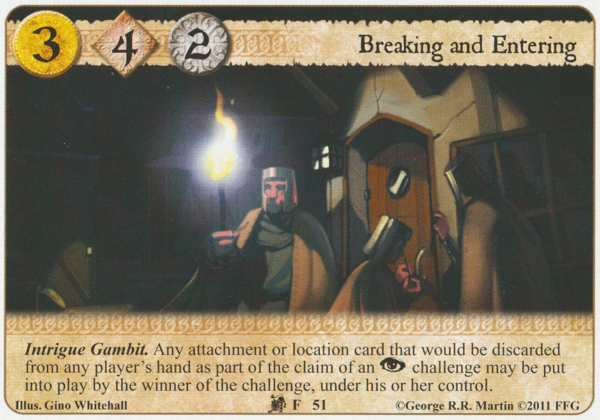 3 4 2 Breaking and Entering
Intrigue Gambit. Any attachment or location card that would be discarded
from any player's hand as part of the claim of an challenge may be put
into play by the winner of the challenge, under his or her control.
Illus. Gino Whitehall F 51 ©George R.R. Martin ©2011 FFG